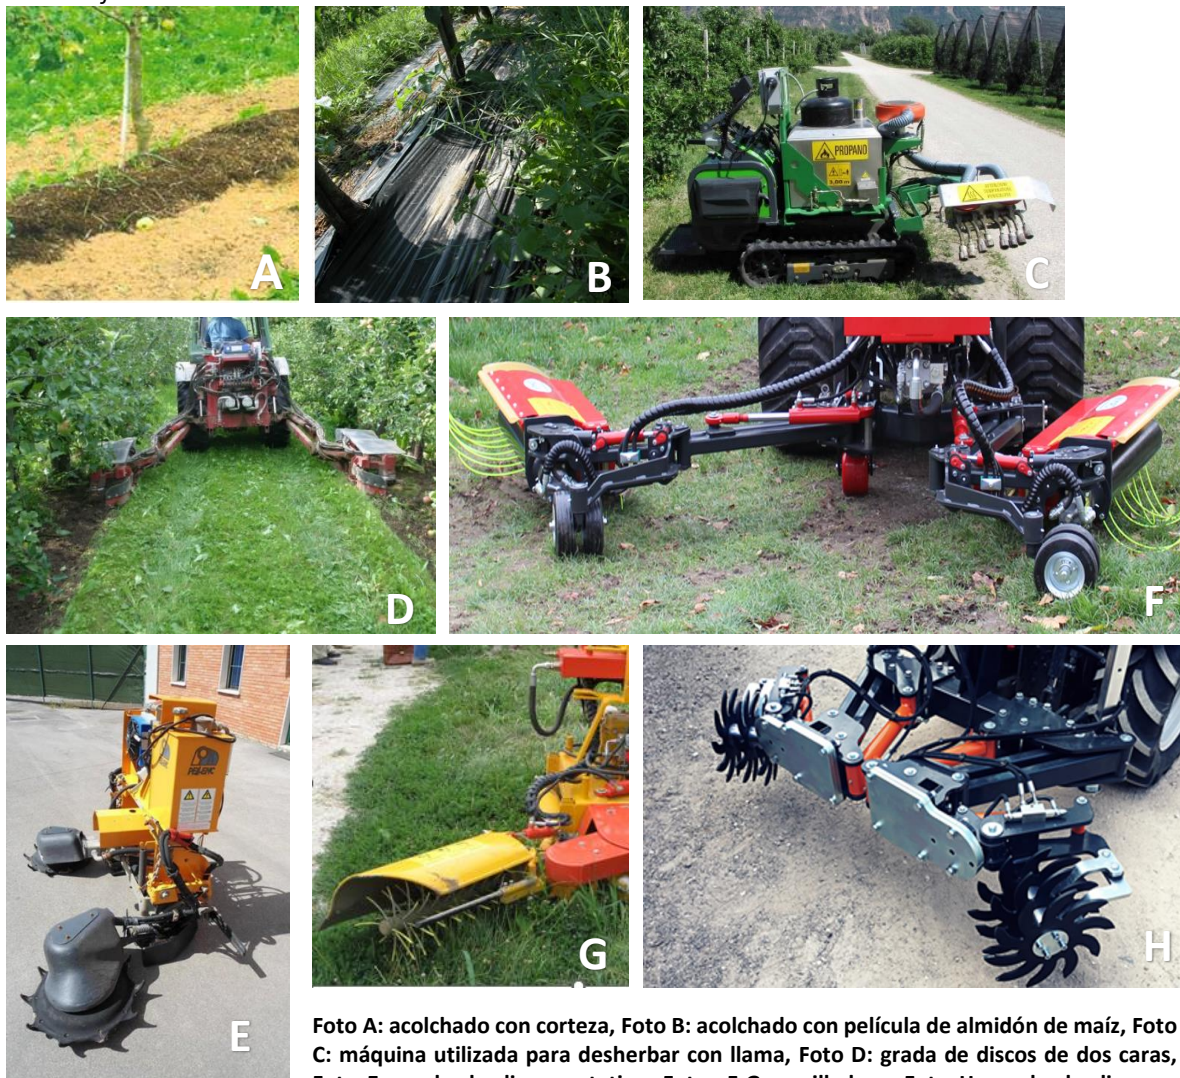 A
B
PROPANO
C
D
F
E
G
H
Foto A: acolchado con corteza, Foto B: acolchado con película de almidón de maíz, Foto
C: máquina utilizada para desherbar con llama, Foto D: grada de discos de dos caras,